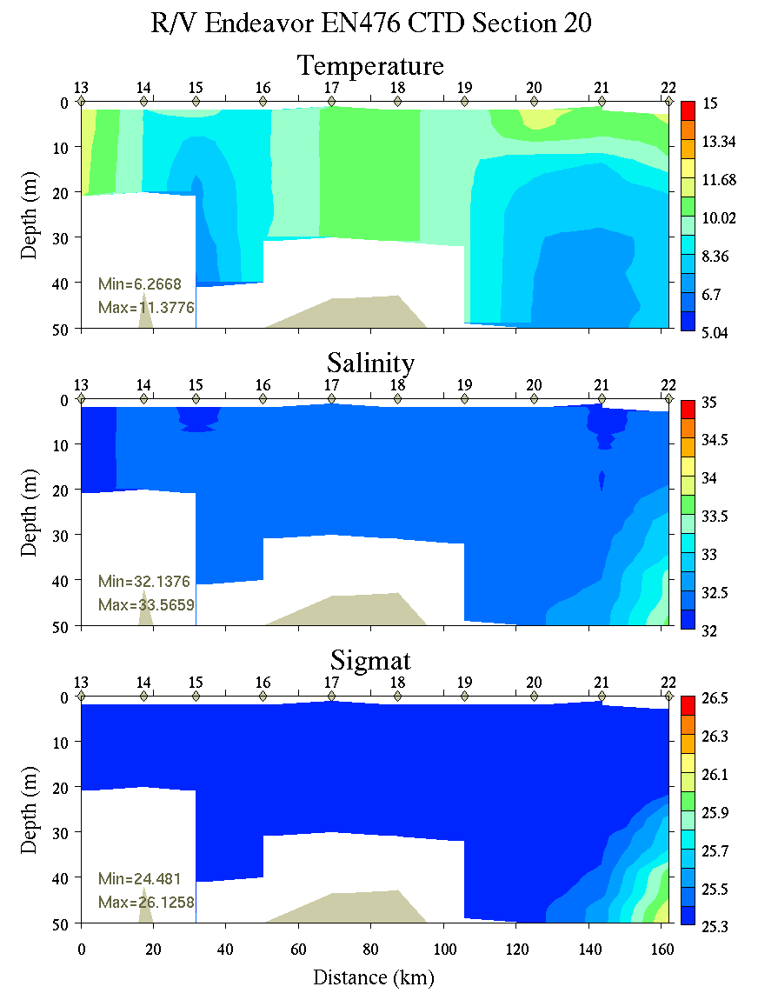 R/V Endeavor EN476 CTD Section 20
Temperature
13 14 15 16 17 18 19 20 21 22
0
10
20
30
40
50
Depth (m)
Min=6.2668
Max=11.3776
15
13.34
11.68
10.02
8.36
6.7
5.04
Salinity
13 14 15 16 17 18 19 20 21 22
0
10
20
30
40
50
Depth (m)
Min=32.1376
Max=33.5659
35
34.5
34
33.5
33
32.5
32
Sigmat
13 14 15 16 17 18 19 20 21 22
0
10
20
30
40
50
Depth (m)
Min=24.481
Max=26.1258
26.5
26.3
26.1
25.9
25.7
25.5
25.3
0 20 40 60 80 100 120 140 160
Distance (km)